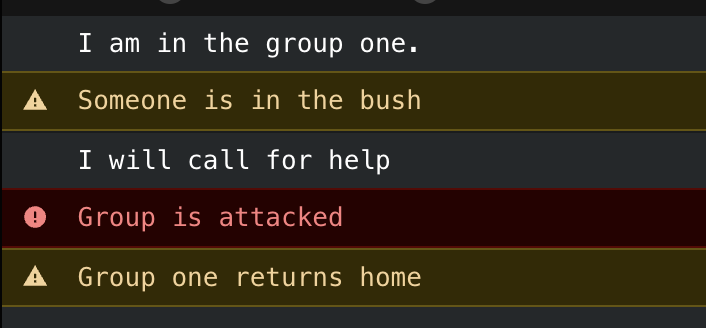 I am in the group one.
Someone is in the bush
I will call for help
Group is attacked
Group one returns home